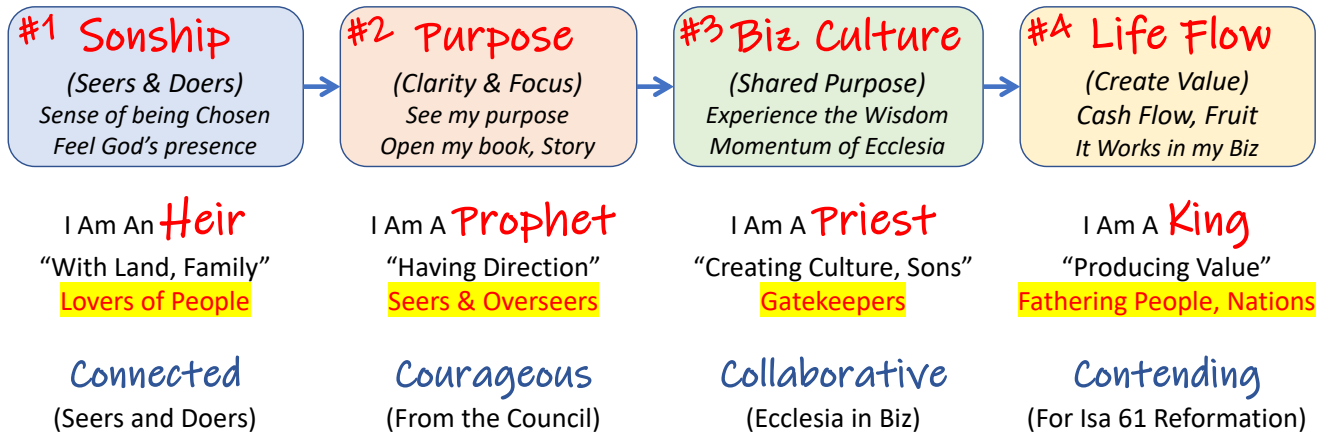 #1 Sonship
(Seers & Doers)
Sense of being Chosen
Feel God's presence
#2 Purpose
(Clarity & Focus)
See my purpose
Open my book, Story
#3 Biz Culture
(Shared Purpose)
Experience the Wisdom
Momentum of Ecclesia
#4 Life Flow
(Create Value)
Cash Flow, Fruit
It Works in my Biz
I Am An Heir
“With Land, Family”
Lovers of People
I Am A Prophet
“Having Direction”
Seers & Overseers
I Am A Priest
“Creating Culture, Sons”
Gatekeepers
I Am A King
“Producing Value”
Fathering People, Nations
Connected
(Seers and Doers)
Courageous
(From the Council)
Collaborative
(Ecclesia in Biz)
Contending
(For Isa 61 Reformation)